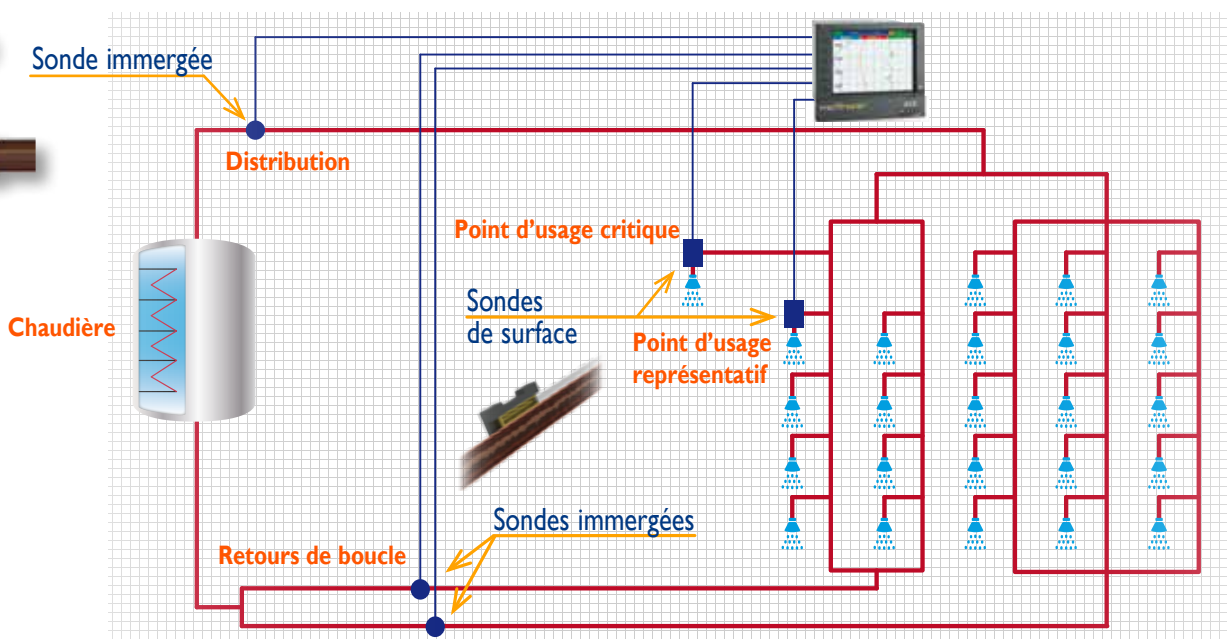 Sonde immergée
Distribution
Point d'usage critique
Sondes
de surface
Point d'usage
représentatif
Chaudière
Sondes immergées
Retours de boucle